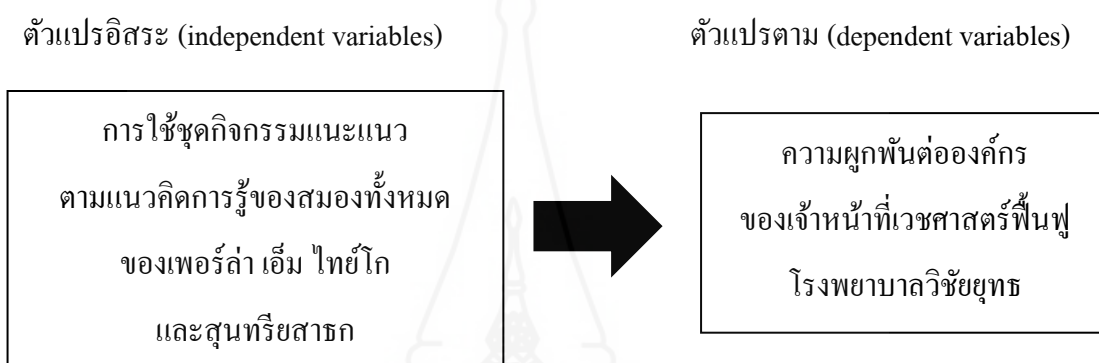 ตัวแปรอิสระ (independent variables)
ตัวแปรตาม (dependent variables)
การใช้ชุดกิจกรรมแนะแนว
ตามแนวคิดการรู้ของสมองทั้งหมด
ของเพอร์ล่า เอ็ม ไทย์โก
และสุนทรียสาธก
ความผูกพันต่อองค์กร
ของเจ้าหน้าที่เวชศาสตร์ฟื้นฟู
โรงพยาบาลวิชัยยุทธ